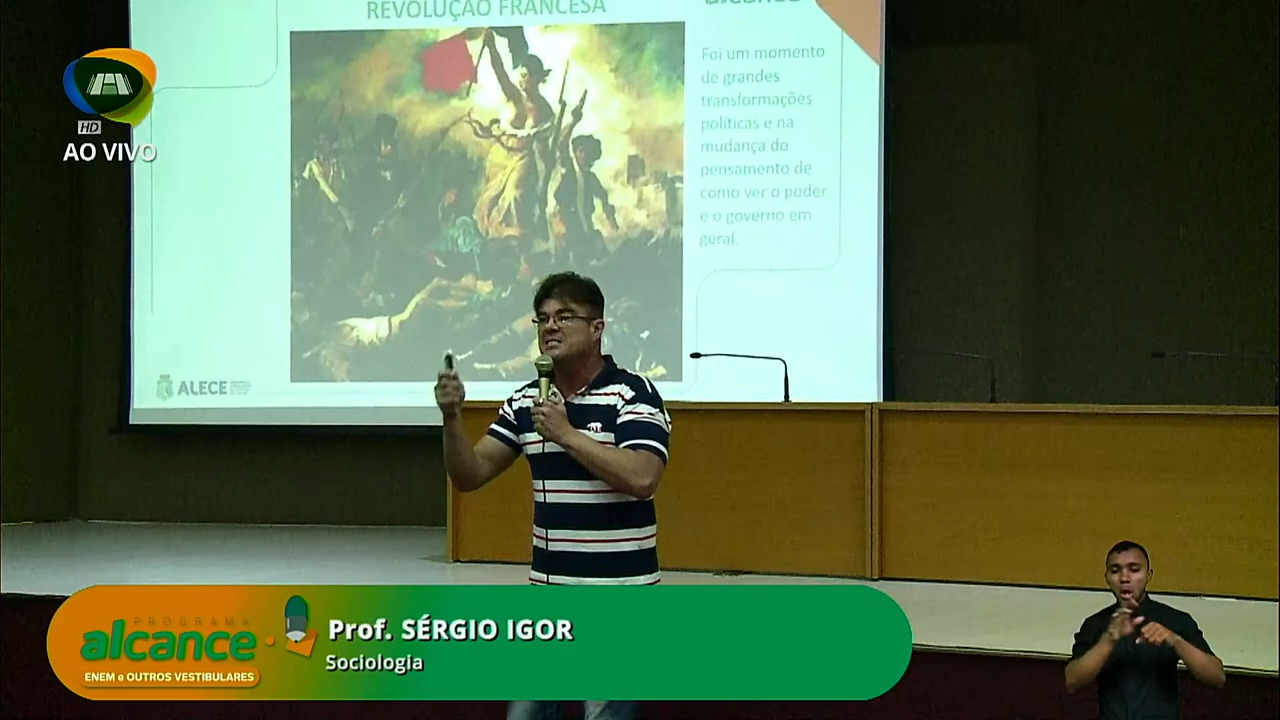 REVOLUÇÃO FRANCESA
alcance
Foi um momento
de grandes
transformações
políticas e na
mudança do
pensamento de
como ver o poder
e o governo em
geral.
HD
AO VIVO
ALECE
PROGRAMA
alcance
ENEM e OUTROS VESTIBULARES
Prof. SÉRGIO IGOR
Sociologia